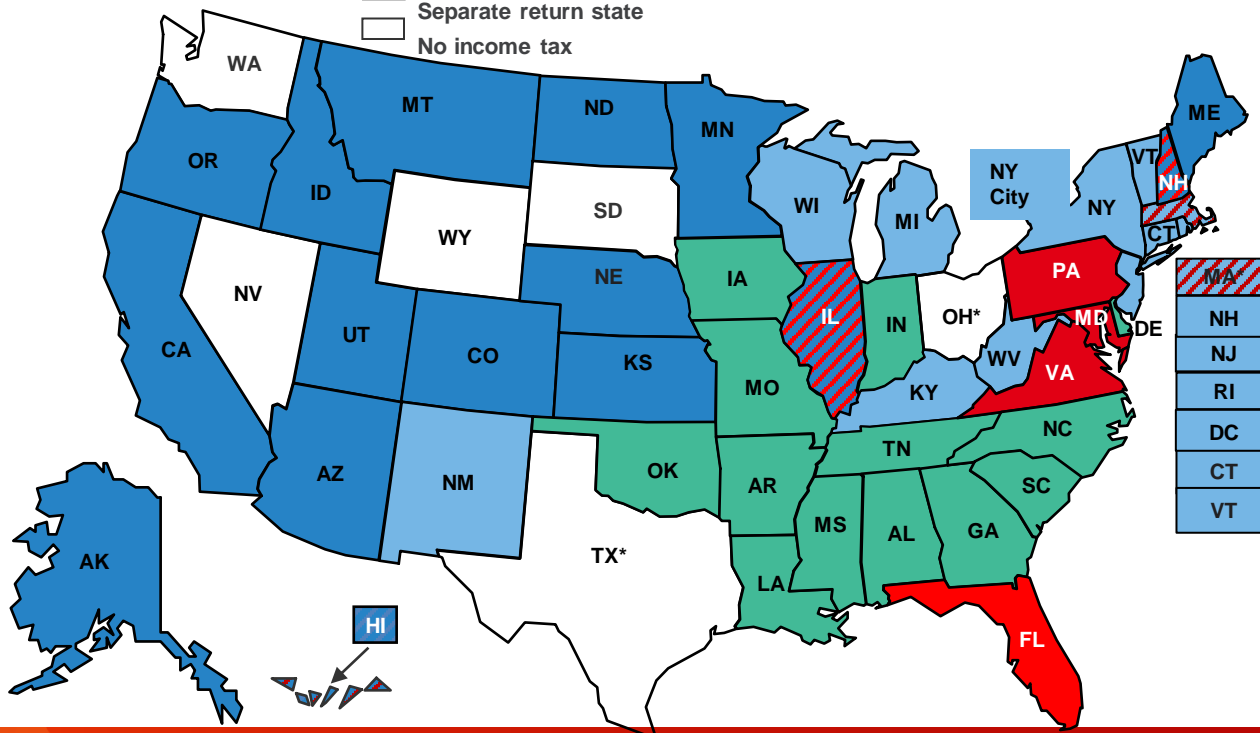 Separate return state
No income tax
WA
MT
ND
MN
ME
OR
ID
SD
WI
MI
NY
City
NY
VT
NH
CT
WY
NE
IA
PA
MA*
NV
IL
IN
OH*
MD
DE
NH
UT
CO
KS
WV
VA
NJ
CA
MO
KY
RI
NC
DC
AZ
NM
OK
AR
TN
SC
CT
MS
AL
GA
VT
TX*
LA
AK
HI
FL